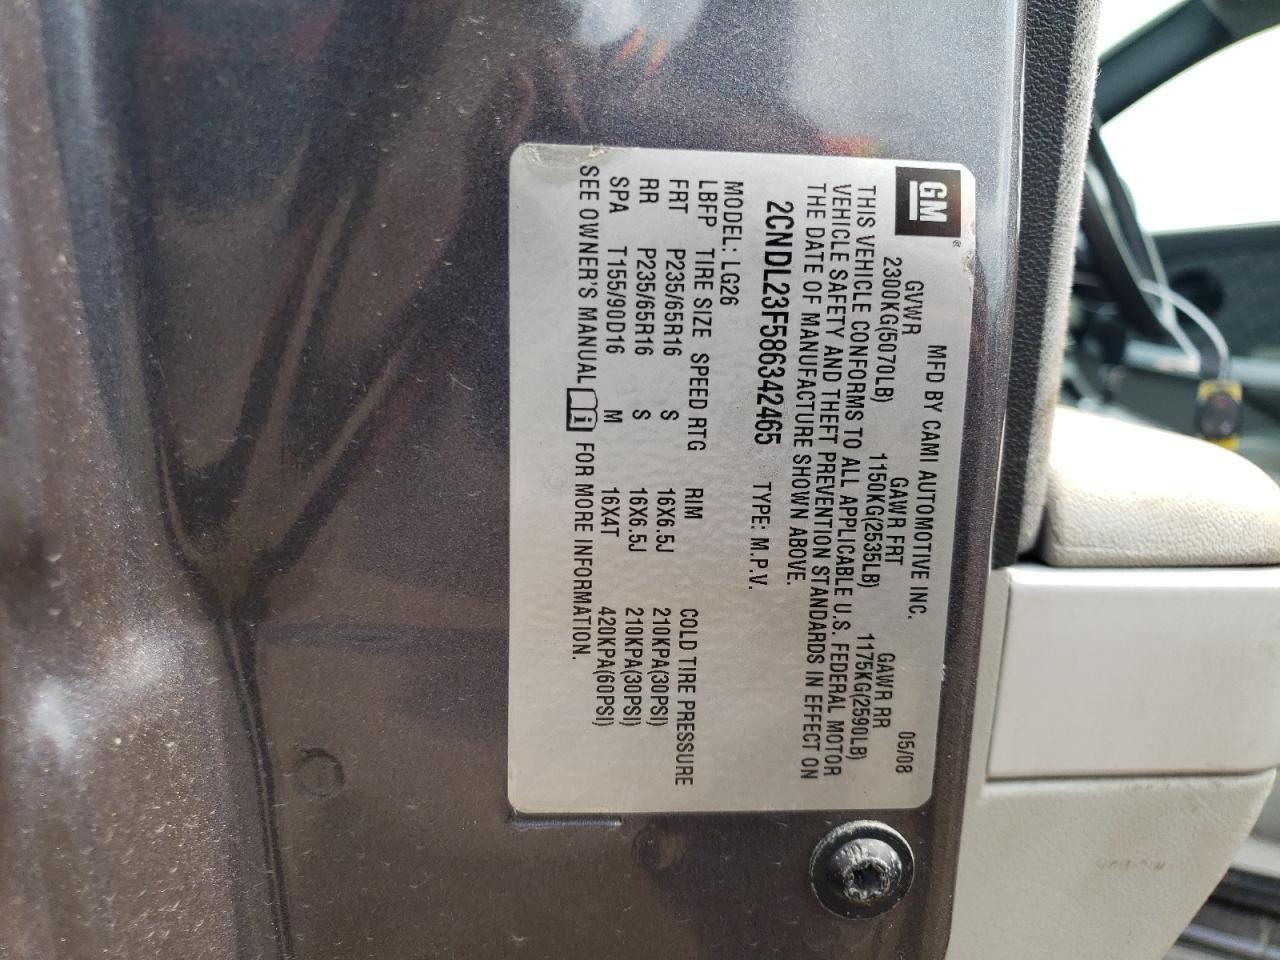 GM
®
MFD BY CAMI AUTOMOTIVE INC. 05/08
GVWR GAWR FRT GAWR RR
2300KG(5070LB) 1150KG(2535LB) 1175KG(2590LB)
THIS VEHICLE CONFORMS TO ALL APPLICABLE U.S. FEDERAL MOTOR
VEHICLE SAFETY AND THEFT PREVENTION STANDARDS IN EFFECT ON
THE DATE OF MANUFACTURE SHOWN ABOVE.
2CNDL23F586342465 TYPE: M.P.V.
MODEL: LG26
LBFP TIRE SIZE SPEED RTG RIM COLD TIRE PRESSURE
FRT P235/65R16 S 16X6.5J 210KPA(30PSI)
RR P235/65R16 S 16X6.5J 210KPA(30PSI)
SPA T155/90D16 M 16X4T 420KPA(60PSI)
SEE OWNER'S MANUAL i FOR MORE INFORMATION.